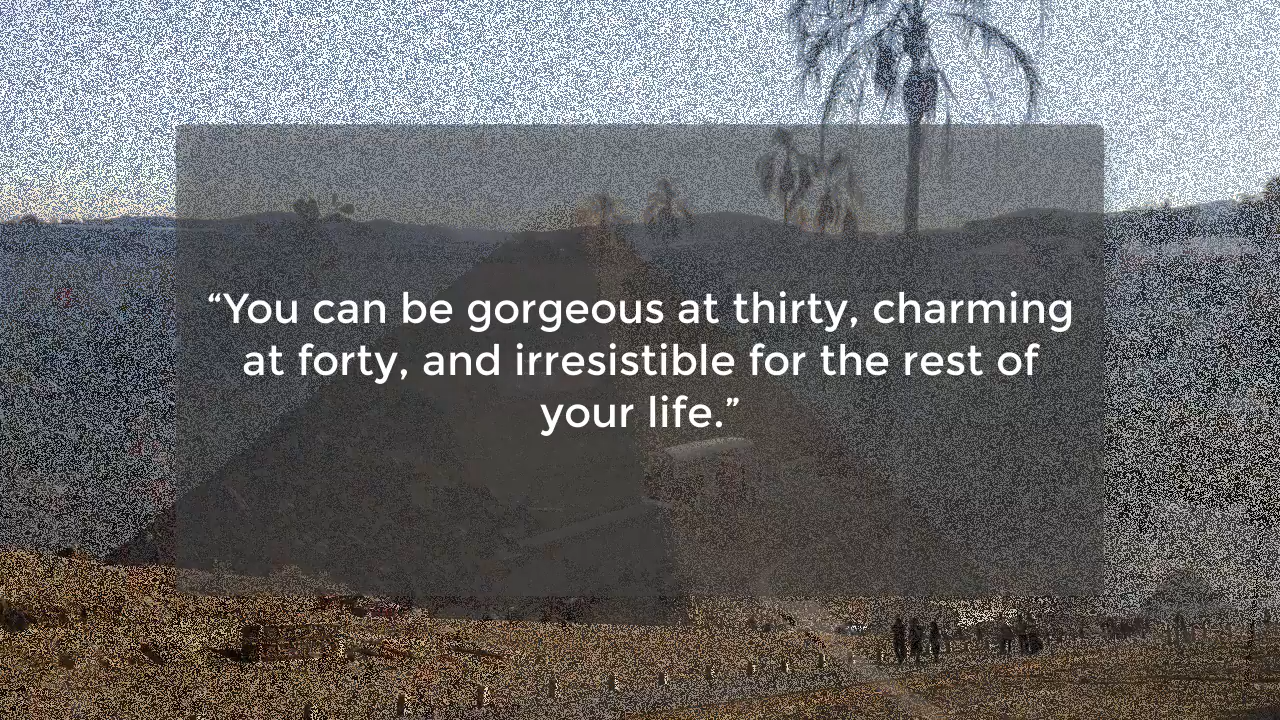 “You can be gorgeous at thirty, charming
at forty, and irresistible for the rest of
your life.”